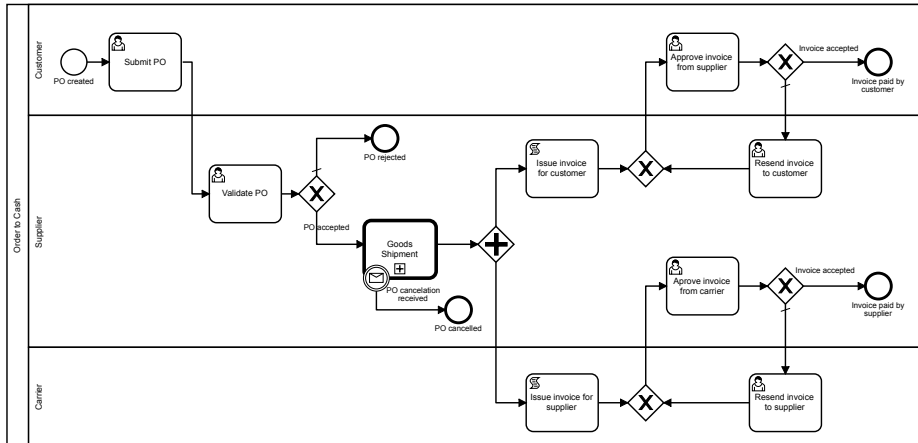 Order to Cash
Customer
PO created
Submit PO
Approve invoice
from supplier
Invoice accepted
Invoice paid by
customer
Supplier
Validate PO
PO rejected
PO accepted
Goods
Shipment
PO cancelation
received
PO cancelled
Issue invoice
for customer
Resend invoice
to customer
Aprove invoice
from carrier
Invoice accepted
Invoice paid by
supplier
Carrier
Issue invoice for
supplier
Resend invoice
to supplier